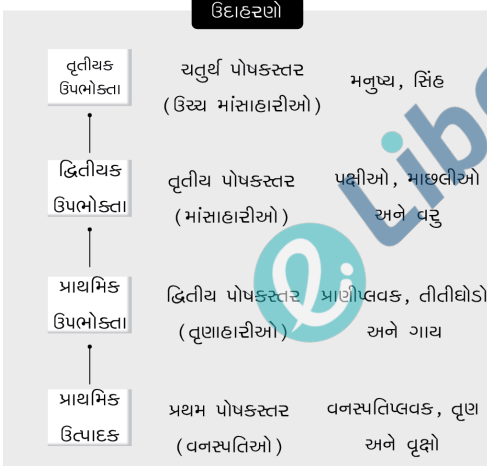 ઉદાહરણો
તૃતીયક
ઉપભોક્તા
ચતુર્થ પોષકસ્તર
(ઉચ્ચ માંસાહારીઓ)
મનુષ્ય, સિંહ
દ્વિતીયક
ઉપભોક્તા
તૃતીય પોષકસ્તર
(માંસાહારીઓ)
પક્ષીઓ, માછલીઓ
અને વરુ
પ્રાથમિક
ઉપભોક્તા
દ્વિતીય પોષકસ્તર
(તૃણાહારીઓ)
પ્રાણીપ્લવક, તીતીઘોડો
અને ગાય
પ્રાથમિક
ઉત્પાદક
પ્રથમ પોષકસ્તર
(વનસ્પતિઓ)
વનસ્પતિપ્લવક, તૃણ
અને વૃક્ષો